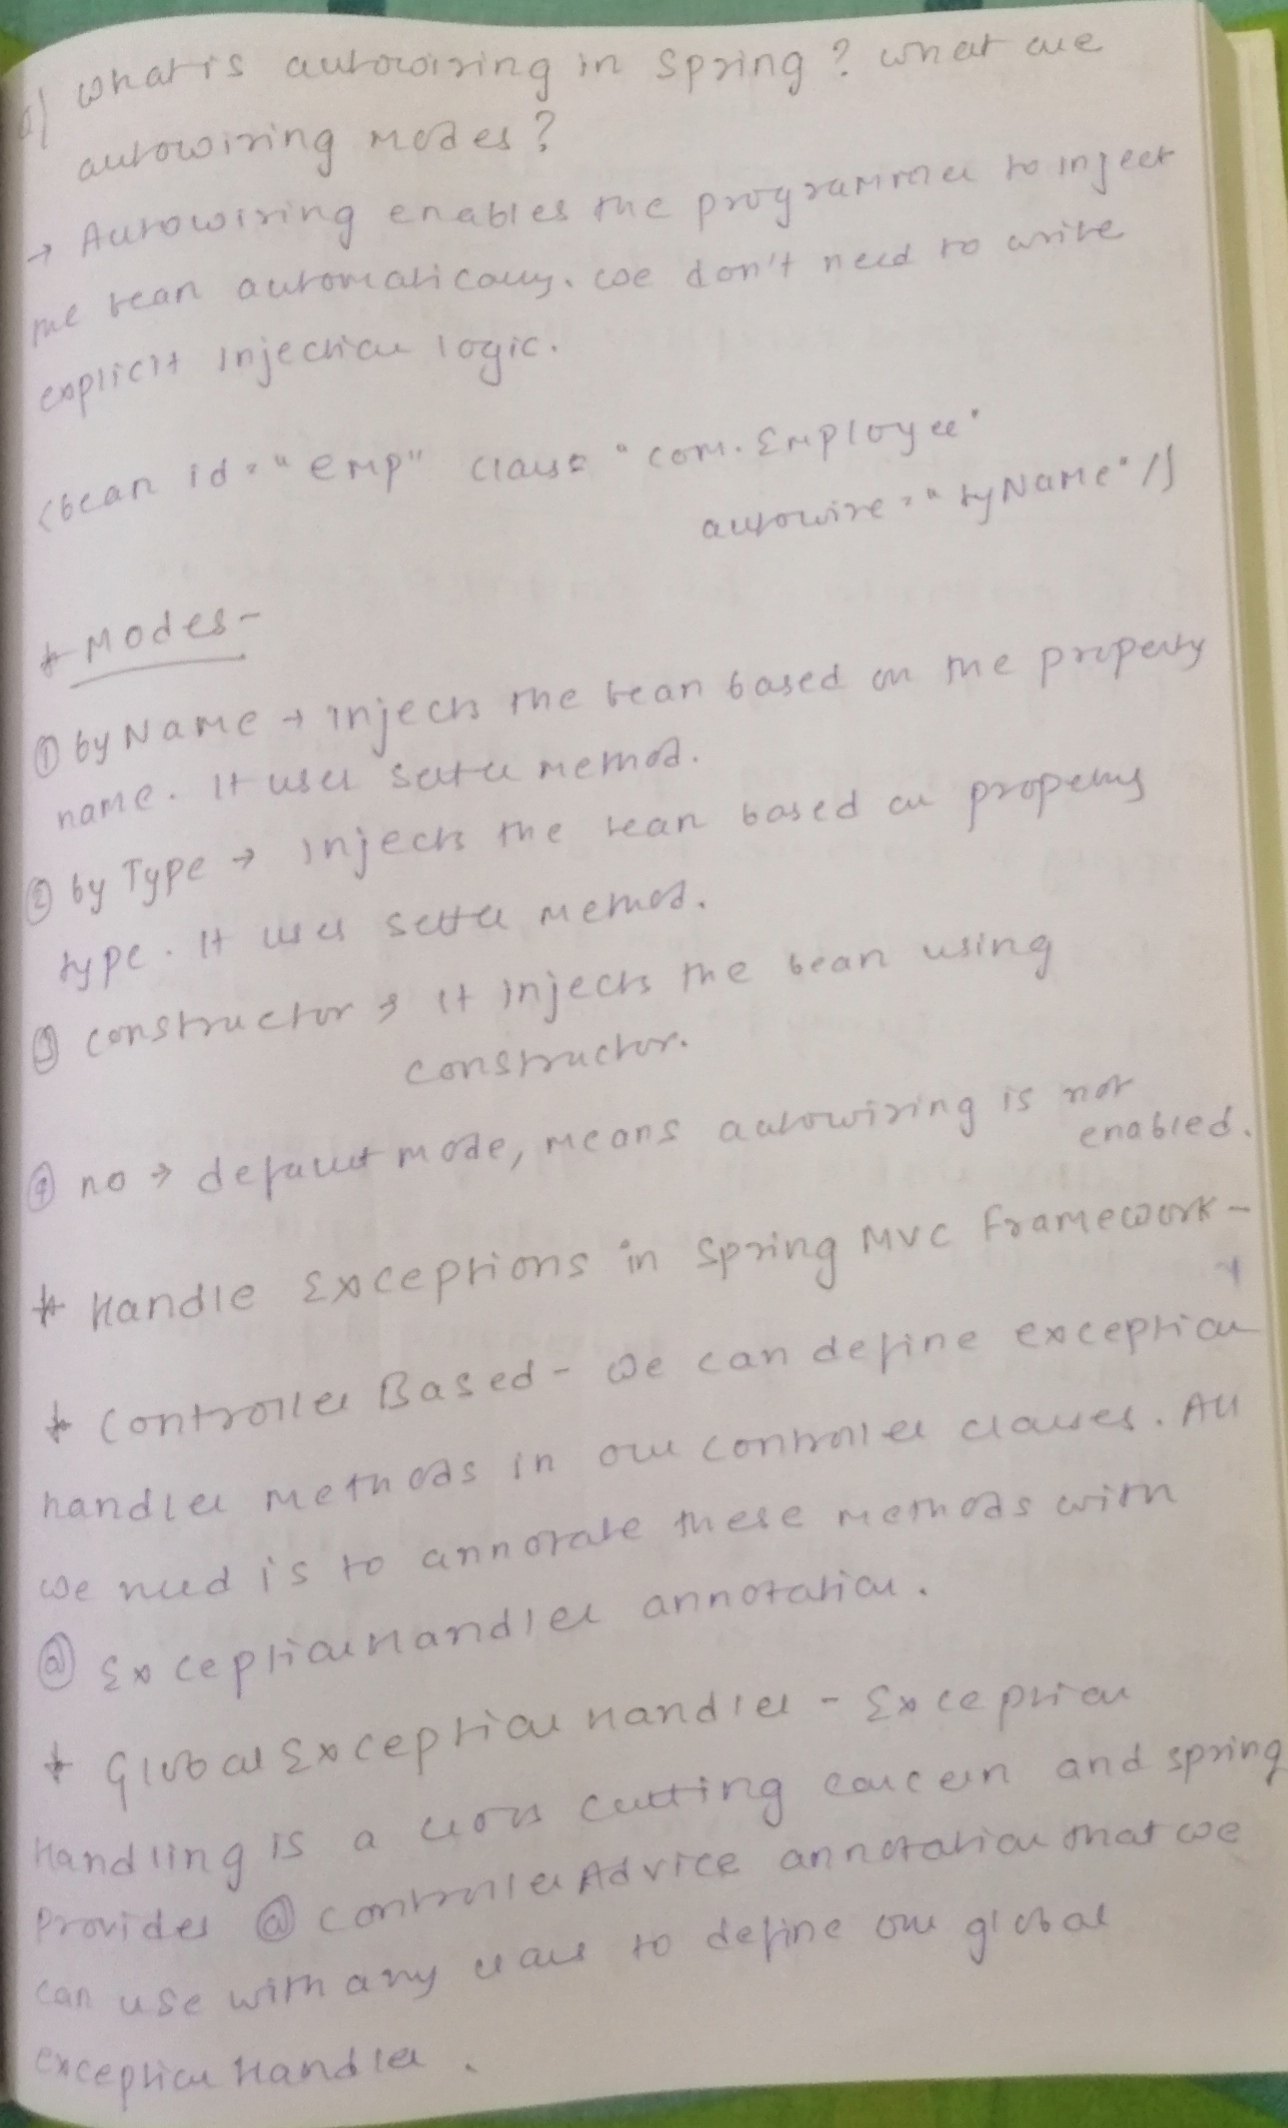 Q) What is autowiring in Spring? What are
autowiring modes?
→ Autowiring enables the programmer to inject
the bean automatically. We don't need to write
explicit injection logic.
<bean id="emp" class="com.Employee"
autowire="byName"/>
* Modes-
① byName → injects the bean based on the property
name. It uses setter method.
② by Type → injects the bean based on property
type. It uses setter method.
③ constructor → it injects the bean using
constructor.
④ no → default mode, means autowiring is not
enabled.
* Handle Exceptions in Spring MVC Framework-
* Controller Based - We can define exception
handler methods in our controller classes. All
we need is to annotate these methods with
@ExceptionHandler annotation.
* Global Exception Handler - Exception
Handling is a cross cutting concern and spring
provides @ControllerAdvice annotation that we
can use with any class to define our global
exception Handler.